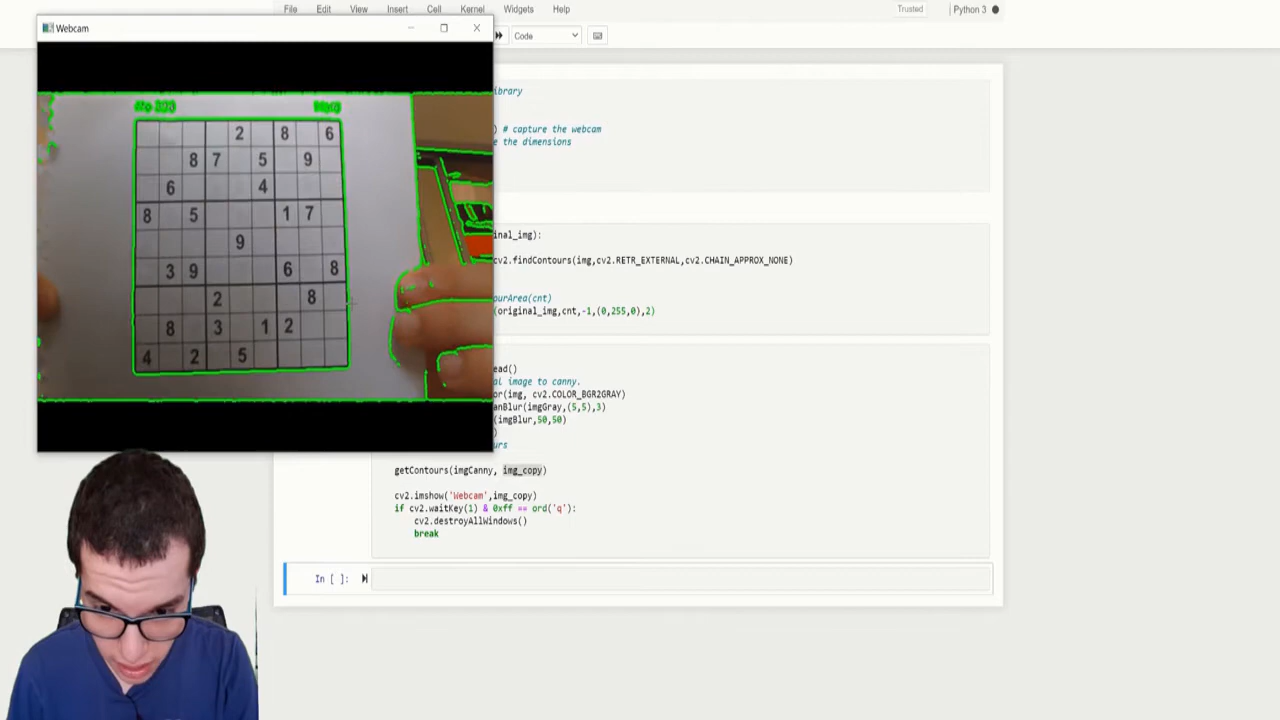 File Edit View Insert Cell Kernel Widgets Help
Trusted Python 3
Webcam
Code
ibrary
) # capture the webcam
e the dimensions
2 8 6
8 7 5 9
6 4
8 5 1 7
9
3 9 6 8
2 8
8 3 1 2
4 2 5
inal_img):
cv2.findContours(img,cv2.RETR_EXTERNAL,cv2.CHAIN_APPROX_NONE)
ourArea(cnt)
(original_img,cnt,-1,(0,255,0),2)
ead()
al image to canny.
or(img, cv2.COLOR_BGR2GRAY)
anBlur(imgGray,(5,5),3)
(imgBlur,50,50)
)
urs
getContours(imgCanny, img_copy)
cv2.imshow('Webcam',img_copy)
if cv2.waitKey(1) & 0xff == ord('q'):
cv2.destroyAllWindows()
break
In [ ]: